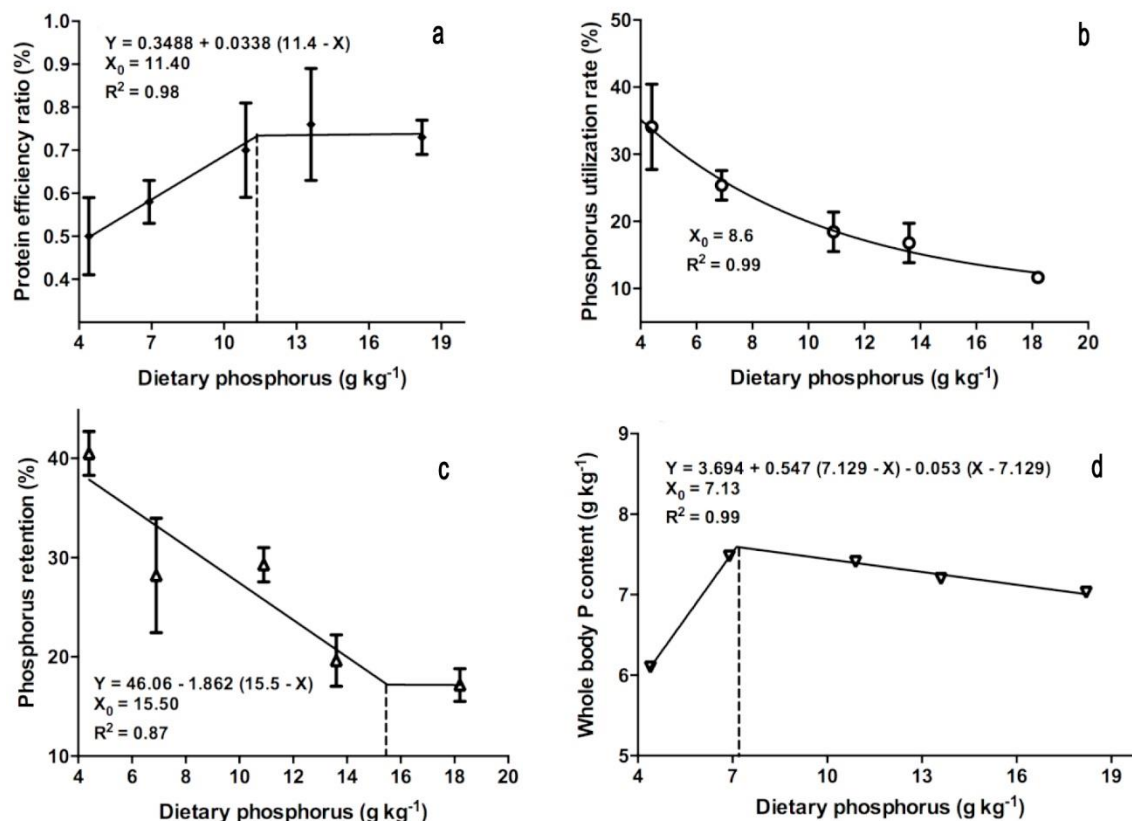 a
Y = 0.3488 + 0.0338 (11.4 - X)
X₀ = 11.40
R² = 0.98
Protein efficiency ratio (%)
1.0
0.9
0.8
0.7
0.6
0.5
0.4
4 7 10 13 16 19
Dietary phosphorus (g kg⁻¹)
b
Phosphorus utilization rate (%)
50
40
30
20
10
X₀ = 8.6
R² = 0.99
4 6 8 10 12 14 16 18 20
Dietary phosphorus (g kg⁻¹)
c
Phosphorus retention (%)
40
30
20
10
Y = 46.06 - 1.862 (15.5 - X)
X₀ = 15.50
R² = 0.87
4 6 8 10 12 14 16 18 20
Dietary phosphorus (g kg⁻¹)
d
Y = 3.694 + 0.547 (7.129 - X) - 0.053 (X - 7.129)
X₀ = 7.13
R² = 0.99
Whole body P content (g kg⁻¹)
9
8
7
6
5
4 7 10 13 16 19
Dietary phosphorus (g kg⁻¹)